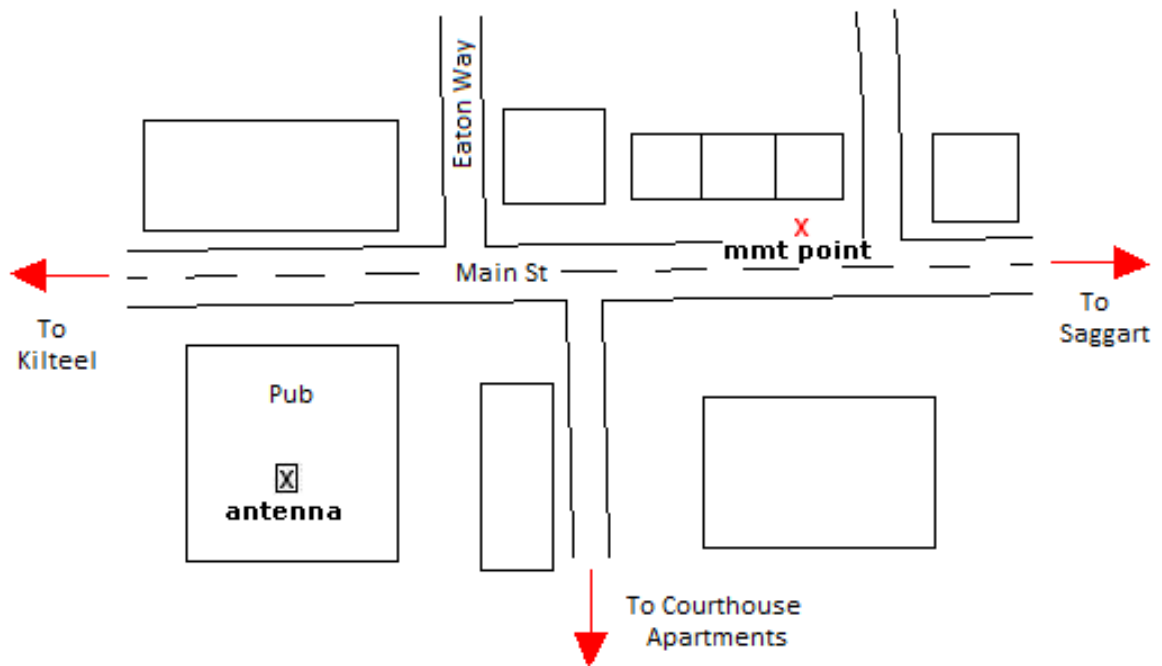 Eaton Way
X
mmt point
Main St
To
Kilteel
To
Saggart
Pub
X
antenna
To Courthouse
Apartments